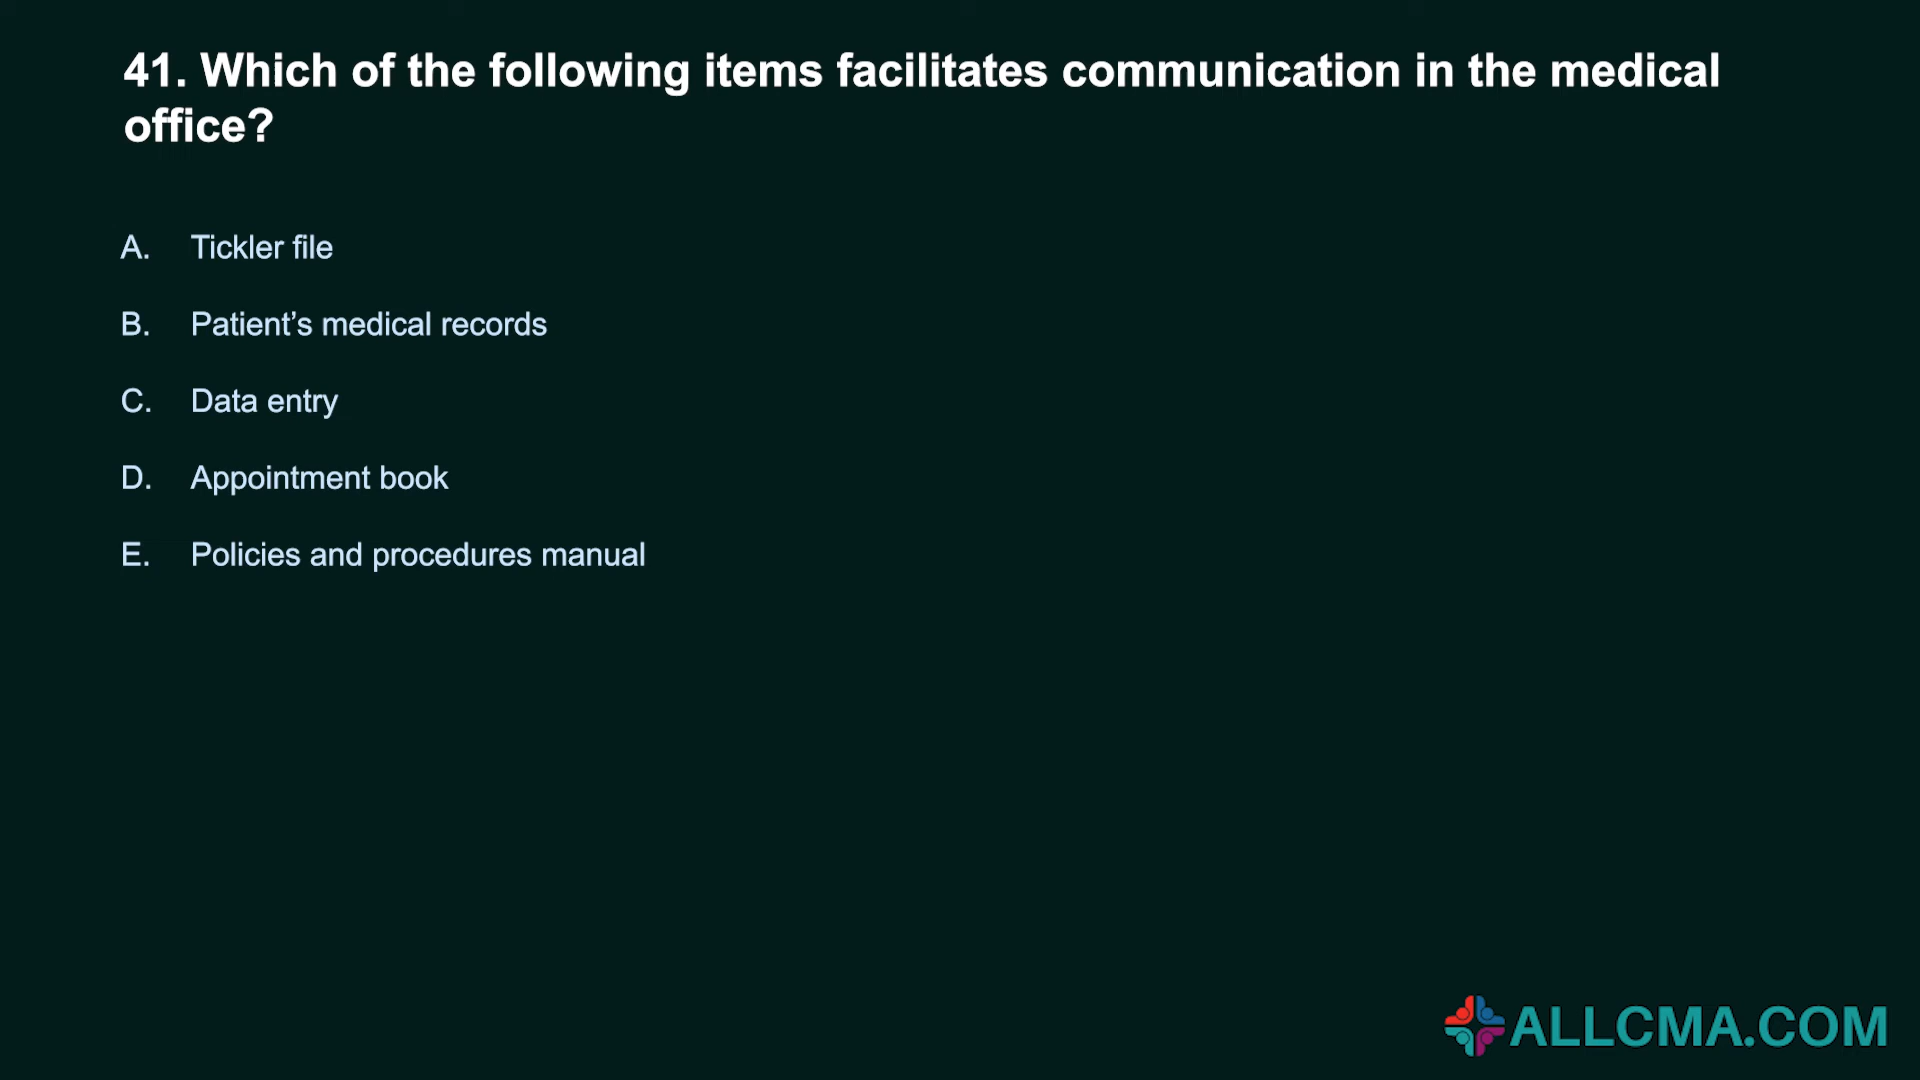 41. Which of the following items facilitates communication in the medical
office?
A. Tickler file
B. Patient’s medical records
C. Data entry
D. Appointment book
E. Policies and procedures manual
ALLCMA.COM